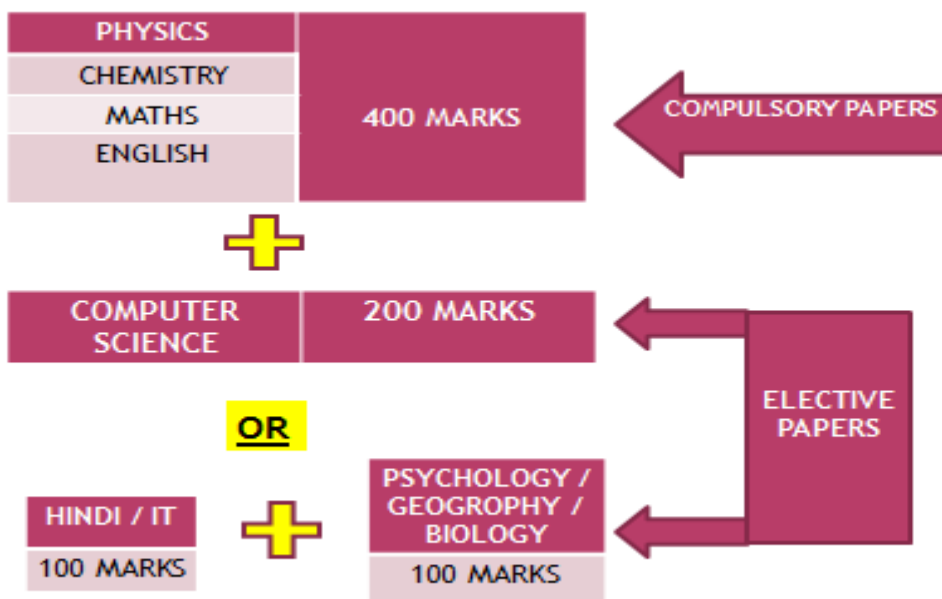 PHYSICS
CHEMISTRY
MATHS
ENGLISH
400 MARKS
COMPULSORY PAPERS
COMPUTER
SCIENCE
200 MARKS
ELECTIVE
PAPERS
OR
HINDI / IT
100 MARKS
PSYCHOLOGY /
GEOGRAPHY /
BIOLOGY
100 MARKS